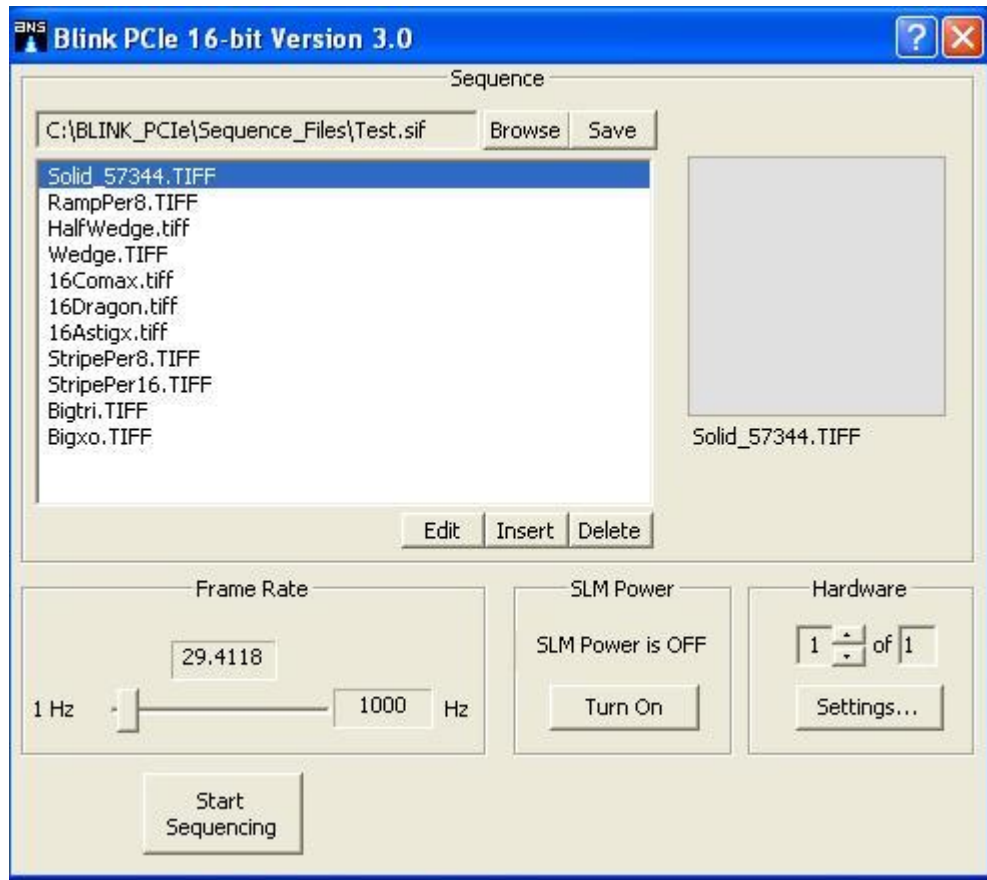 BNS Blink PCIe 16-bit Version 3.0
Sequence
C:\BLINK_PCIe\Sequence_Files\Test.sif Browse Save
Solid_57344.TIFF
RampPer8.TIFF
HalfWedge.tiff
Wedge.TIFF
16Comax.tiff
16Dragon.tiff
16Astigx.tiff
StripePer8.TIFF
StripePer16.TIFF
Bigtri.TIFF
Bigxo.TIFF
Solid_57344.TIFF
Edit Insert Delete
Frame Rate
29.4118
1 Hz 1000 Hz
SLM Power
SLM Power is OFF
Turn On
Hardware
1 of 1
Settings...
Start
Sequencing